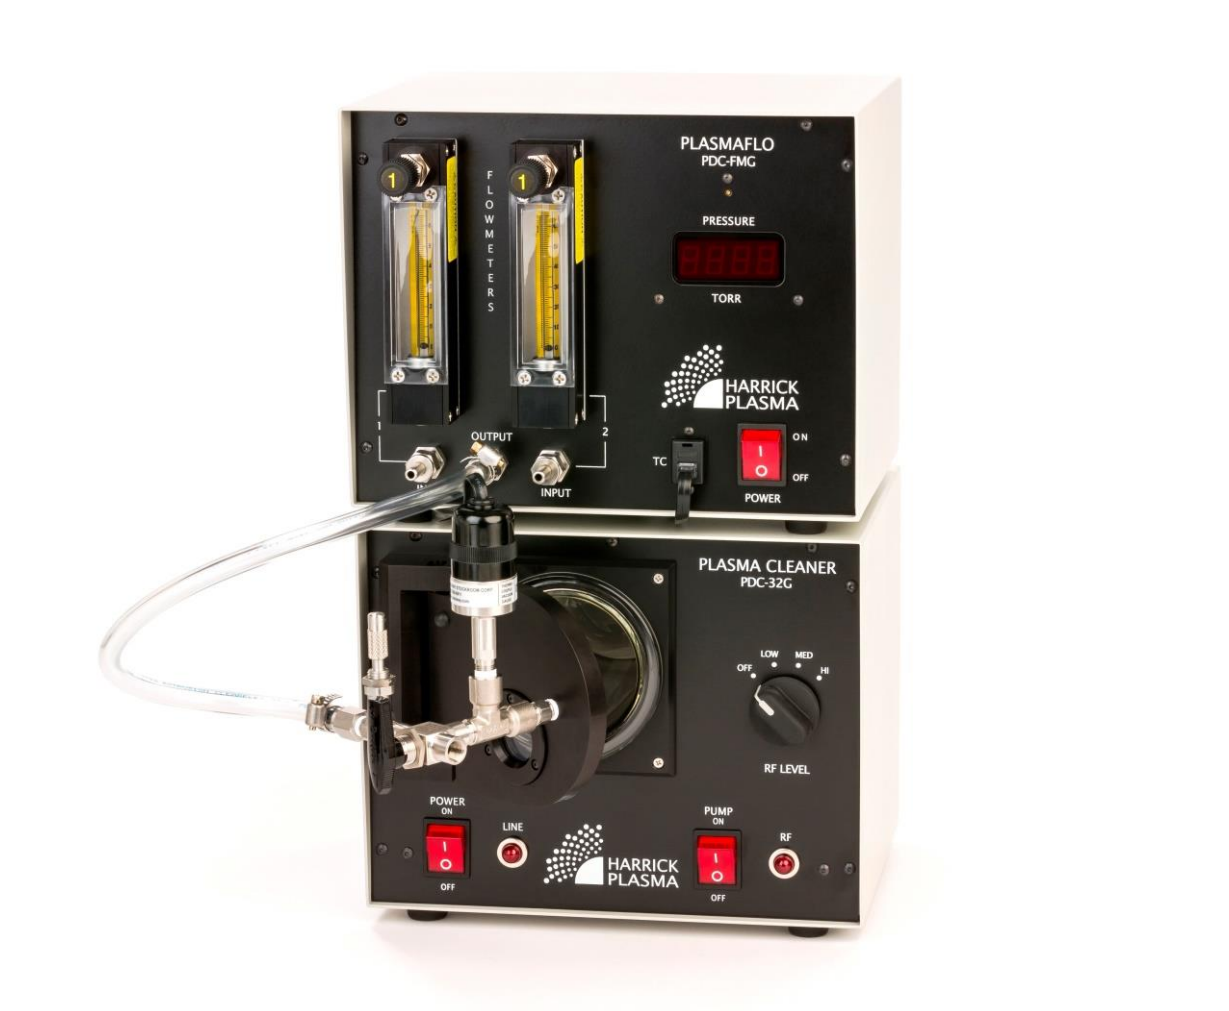 PLASMAFLO
PDC-FMG
1
1
FLOWMETERS
PRESSURE
TORR
HARRICK
PLASMA
1
2
OUTPUT
INPUT
TC
ON
OFF
POWER
PLASMA CLEANER
PDC-32G
OFF
LOW
MED
HI
RF LEVEL
POWER
ON
OFF
LINE
HARRICK
PLASMA
PUMP
ON
OFF
RF